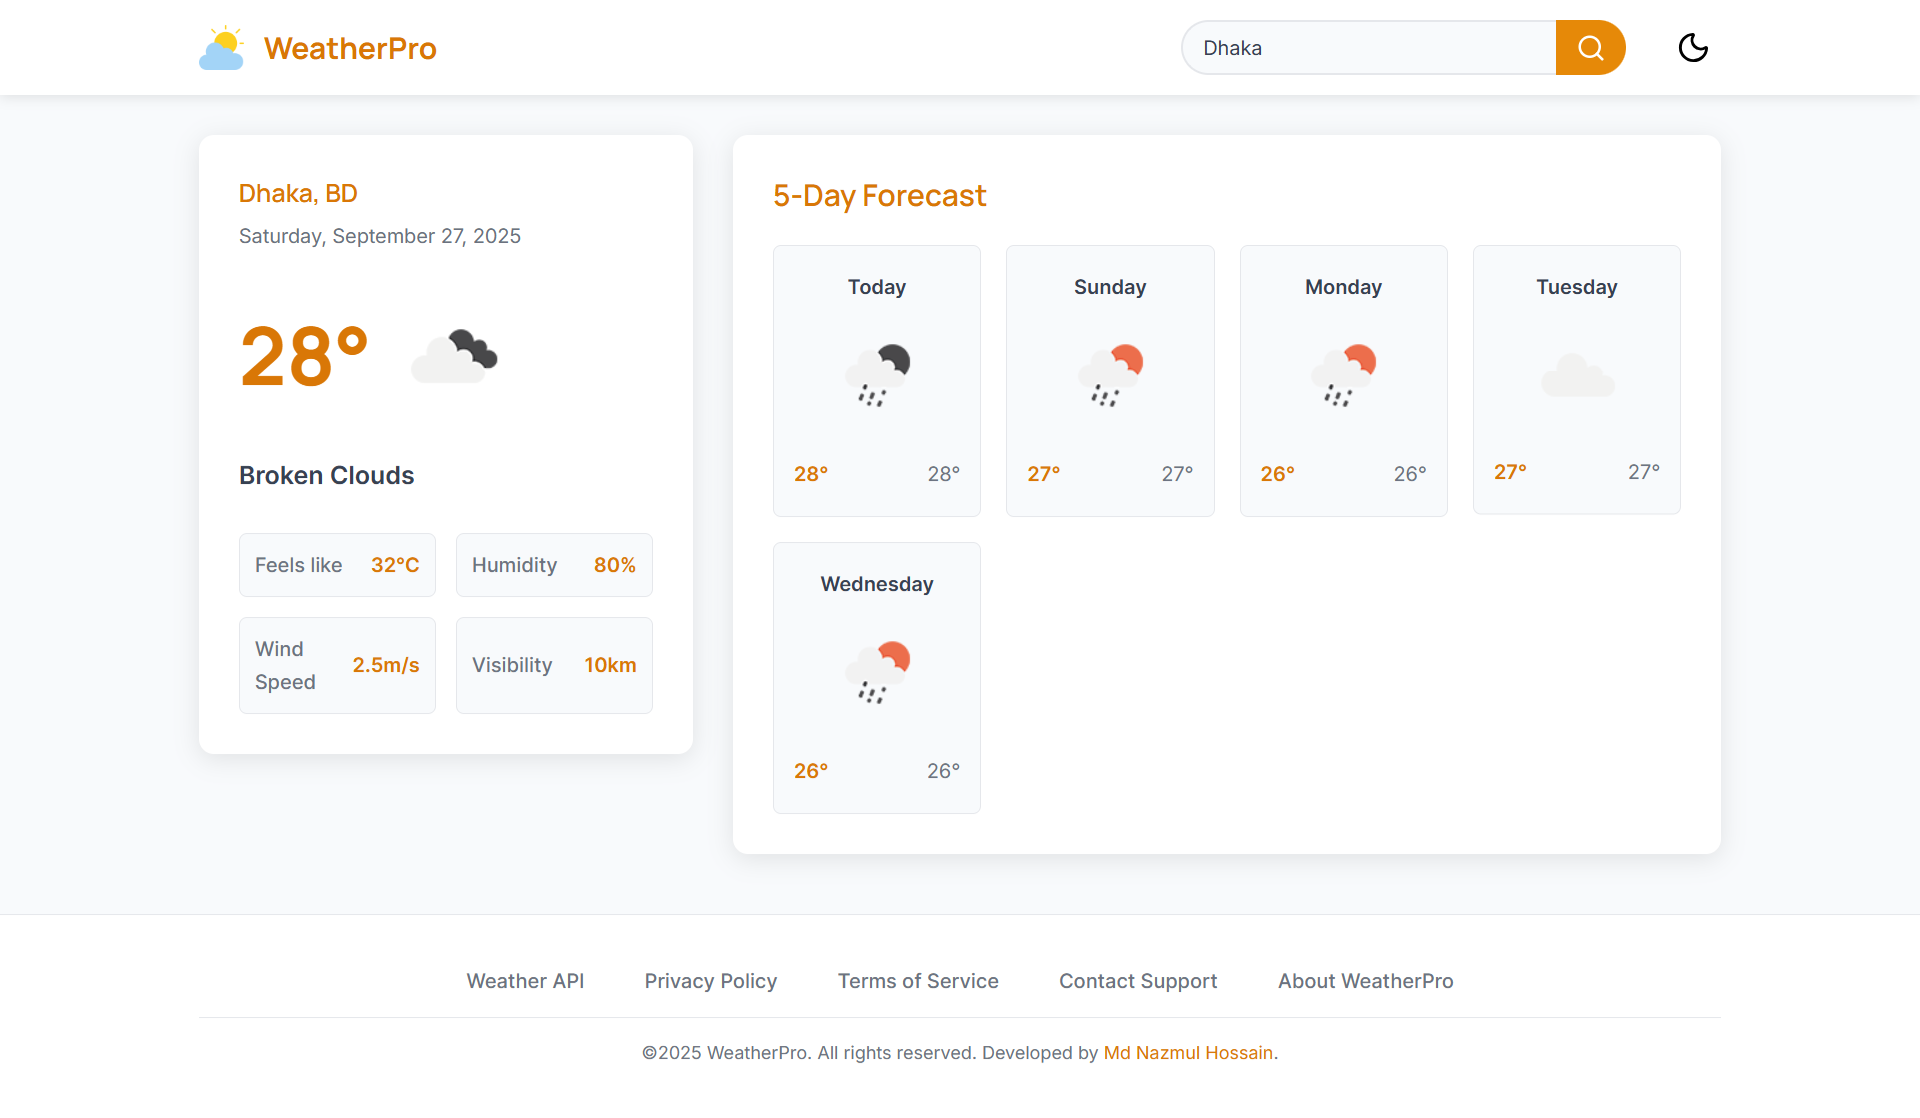 WeatherPro
Dhaka
Dhaka, BD
Saturday, September 27, 2025
28°
Broken Clouds
Feels like 32°C
Humidity 80%
Wind
Speed
2.5m/s
Visibility 10km
5-Day Forecast
Today
28° 28°
Sunday
27° 27°
Monday
26° 26°
Tuesday
27° 27°
Wednesday
26° 26°
Weather API
Privacy Policy
Terms of Service
Contact Support
About WeatherPro
©2025 WeatherPro. All rights reserved. Developed by Md Nazmul Hossain.